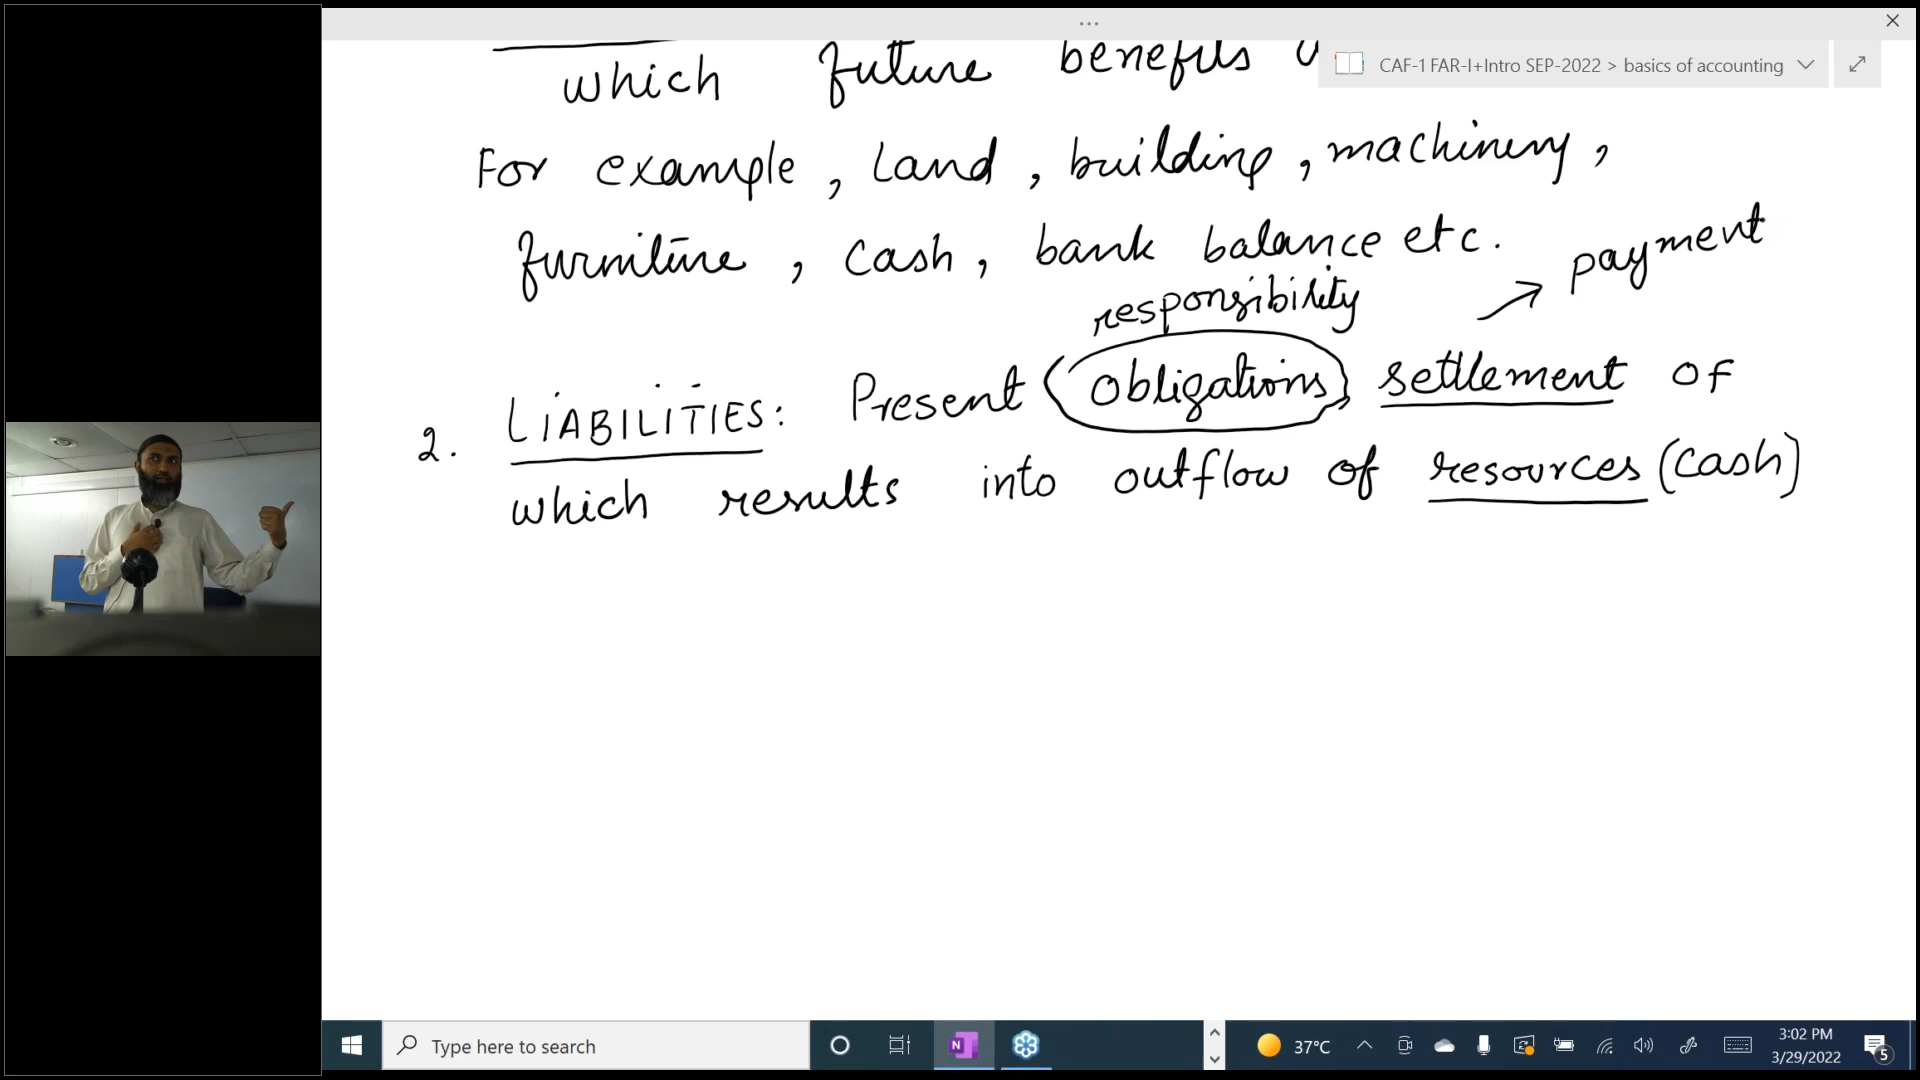 CAF-1 FAR-I+Intro SEP-2022 > basics of accounting
which future benefits
For example, Land, building, machinery,
furniture, cash, bank balance etc.
payment
responsibility
2. LIABILITIES: Present (obligations), settlement of
which results into outflow of resources (cash)
Type here to search
N
37°C
3:02 PM
3/29/2022
5